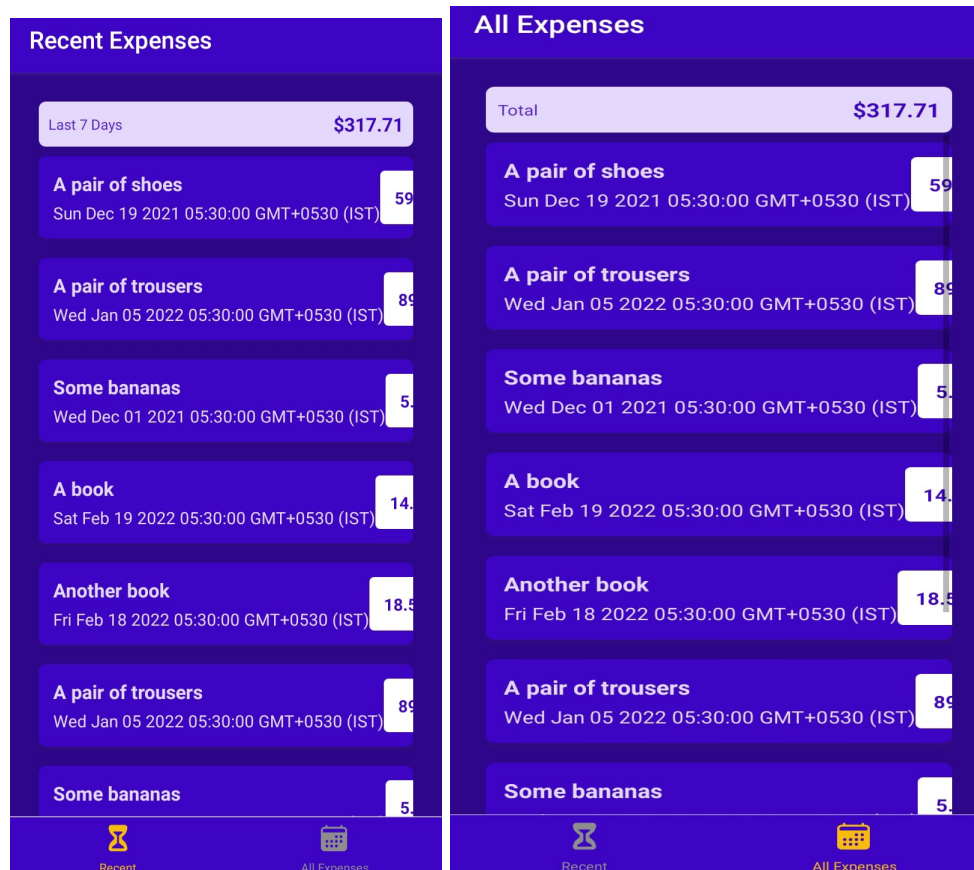 Recent Expenses
Last 7 Days $317.71
A pair of shoes
Sun Dec 19 2021 05:30:00 GMT+0530 (IST) 59
A pair of trousers
Wed Jan 05 2022 05:30:00 GMT+0530 (IST) 89
Some bananas
Wed Dec 01 2021 05:30:00 GMT+0530 (IST) 5.
A book
Sat Feb 19 2022 05:30:00 GMT+0530 (IST) 14.
Another book
Fri Feb 18 2022 05:30:00 GMT+0530 (IST) 18.5
A pair of trousers
Wed Jan 05 2022 05:30:00 GMT+0530 (IST) 89
Some bananas
5.
Recent All Expenses
All Expenses
Total $317.71
A pair of shoes
Sun Dec 19 2021 05:30:00 GMT+0530 (IST) 59
A pair of trousers
Wed Jan 05 2022 05:30:00 GMT+0530 (IST) 89
Some bananas
Wed Dec 01 2021 05:30:00 GMT+0530 (IST) 5.
A book
Sat Feb 19 2022 05:30:00 GMT+0530 (IST) 14.
Another book
Fri Feb 18 2022 05:30:00 GMT+0530 (IST) 18.5
A pair of trousers
Wed Jan 05 2022 05:30:00 GMT+0530 (IST) 89
Some bananas
5.
Recent All Expenses